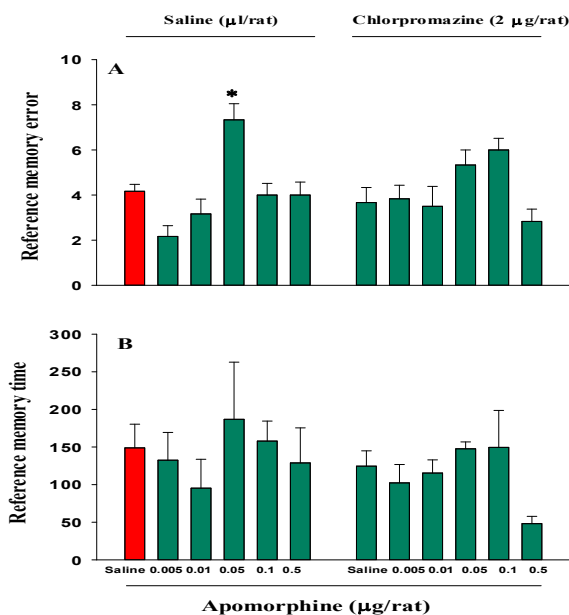 Saline (µl/rat) Chlorpromazine (2 µg/rat)
A
*
Reference memory error
10
8
6
4
2
0
B
Reference memory time
300
250
200
150
100
50
0
Saline 0.005 0.01 0.05 0.1 0.5 Saline 0.005 0.01 0.05 0.1 0.5
Apomorphine (µg/rat)